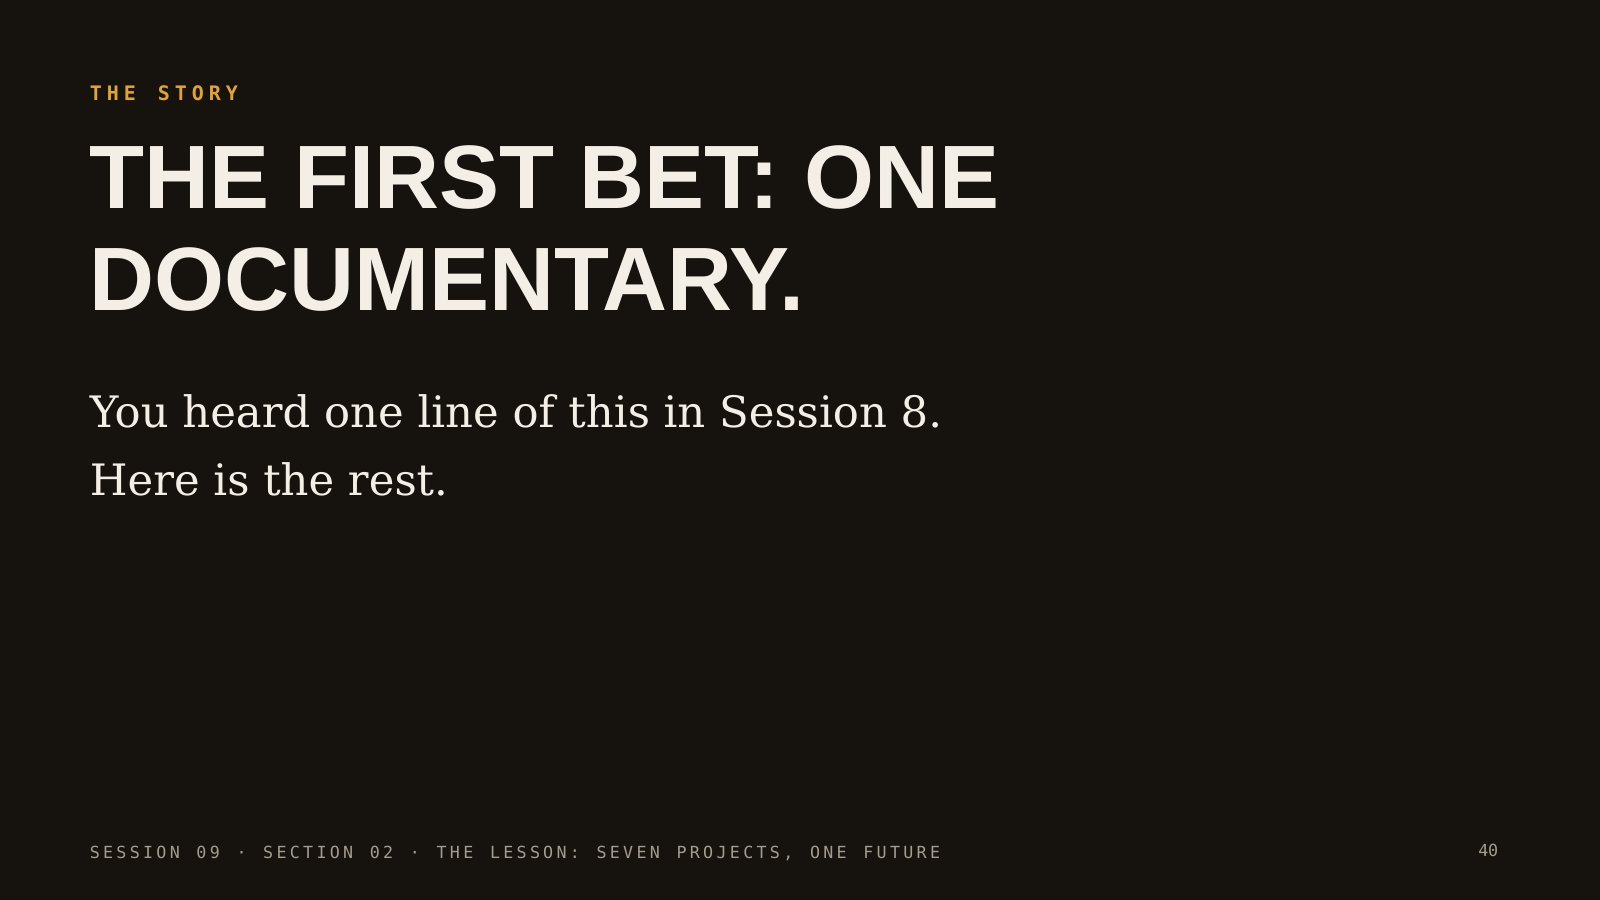 THE STORY
THE FIRST BET: ONE
DOCUMENTARY.
You heard one line of this in Session 8.
Here is the rest.
SESSION 09 · SECTION 02 · THE LESSON: SEVEN PROJECTS, ONE FUTURE
40